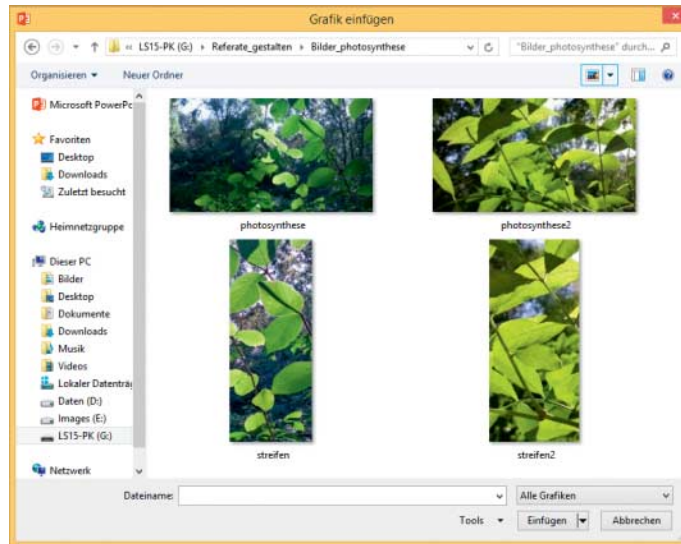 Grafik einfügen
« LS15-PK (G:) › Referate_gestalten › Bilder_photosynthese
"Bilder_photosynthese" durch...
Organisieren
Neuer Ordner
Microsoft PowerPo
Favoriten
Desktop
Downloads
Zuletzt besucht
Heimnetzgruppe
Dieser PC
Bilder
Desktop
Dokumente
Downloads
Musik
Videos
Lokaler Datenträ
Daten (D:)
Images (E:)
LS15-PK (G:)
Netzwerk
photosynthese
photosynthese2
streifen
streifen2
Dateiname:
Alle Grafiken
Tools
Einfügen
Abbrechen